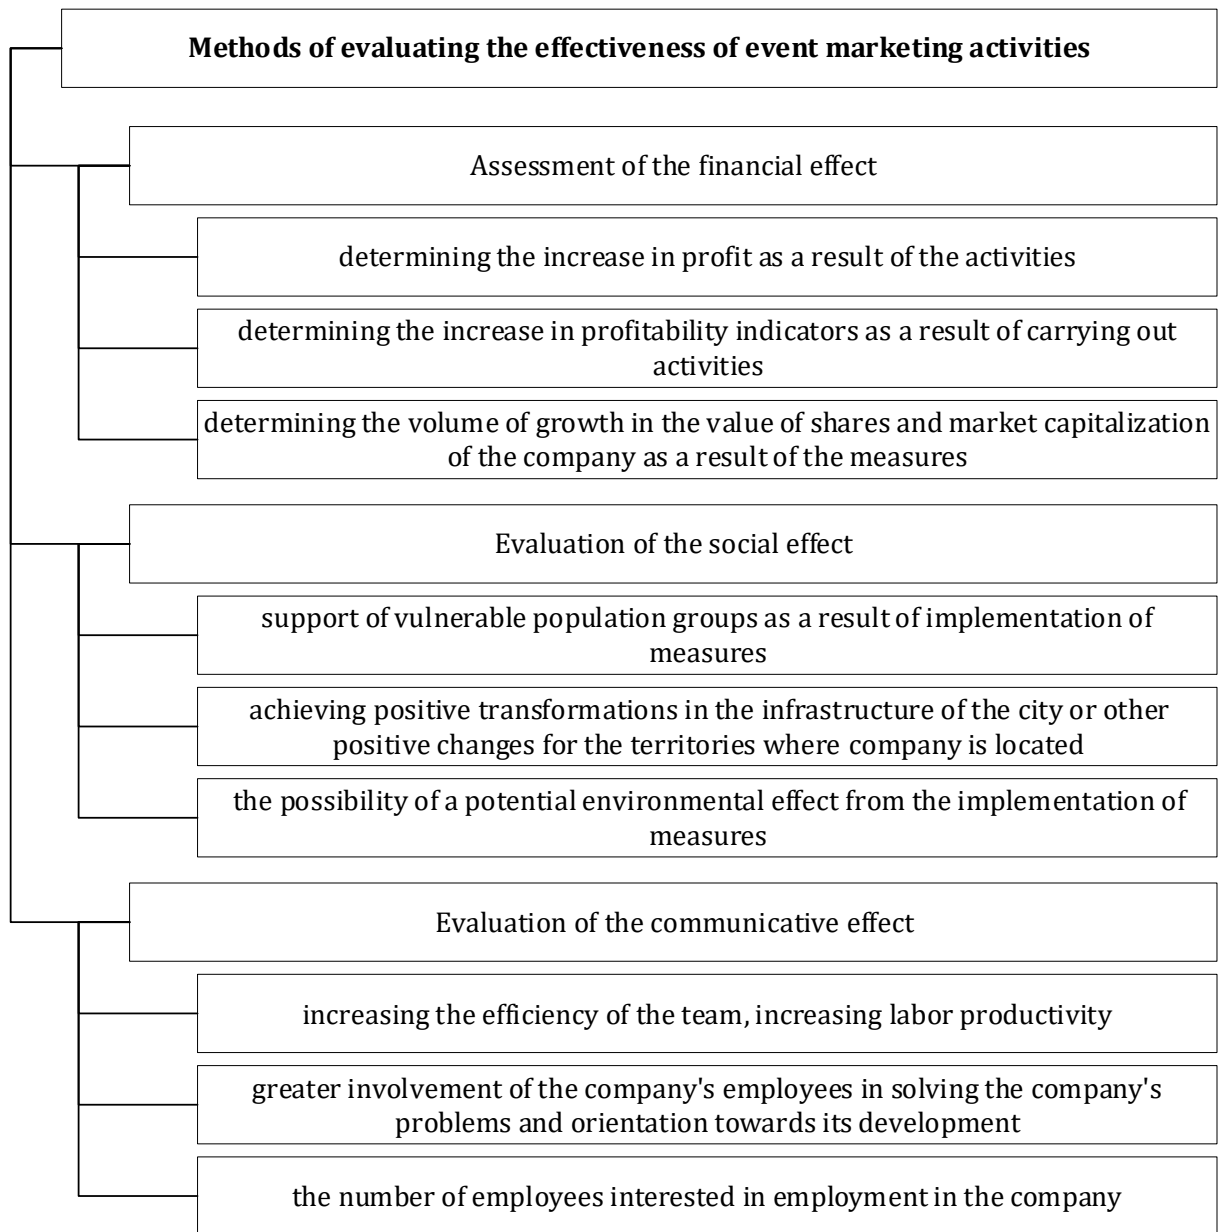 Methods of evaluating the effectiveness of event marketing activities
Assessment of the financial effect
determining the increase in profit as a result of the activities
determining the increase in profitability indicators as a result of carrying out
activities
determining the volume of growth in the value of shares and market capitalization
of the company as a result of the measures
Evaluation of the social effect
support of vulnerable population groups as a result of implementation of
measures
achieving positive transformations in the infrastructure of the city or other
positive changes for the territories where company is located
the possibility of a potential environmental effect from the implementation of
measures
Evaluation of the communicative effect
increasing the efficiency of the team, increasing labor productivity
greater involvement of the company's employees in solving the company's
problems and orientation towards its development
the number of employees interested in employment in the company